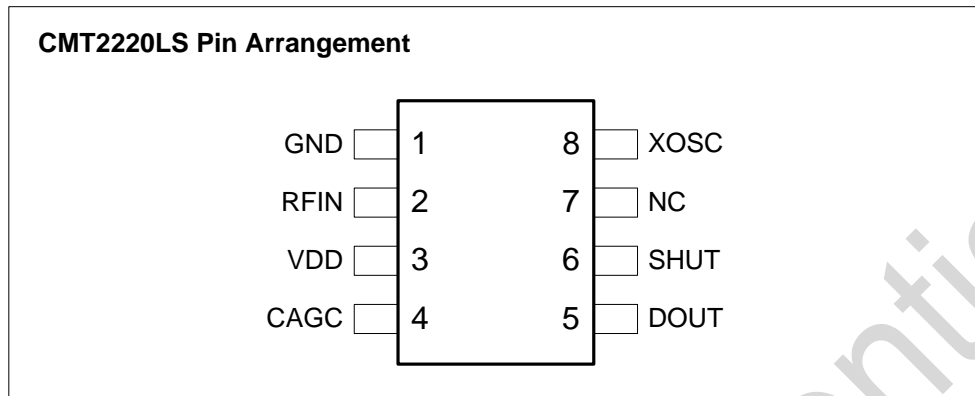 CMT2220LS Pin Arrangement
GND 1 8 XOSC
RFIN 2 7 NC
VDD 3 6 SHUT
CAGC 4 5 DOUT